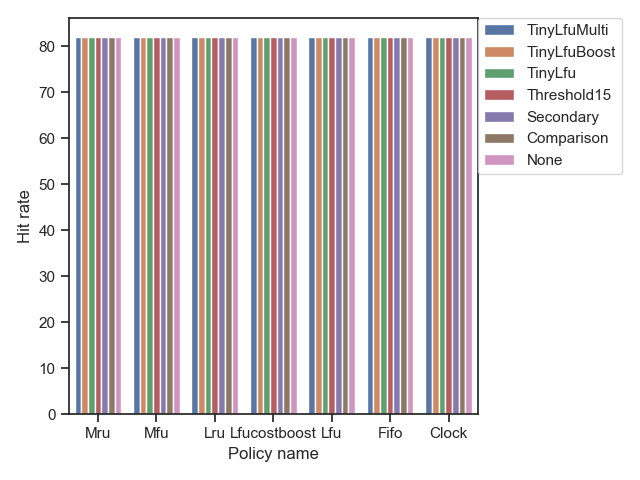 TinyLfuMulti
TinyLfuBoost
TinyLfu
Threshold15
Secondary
Comparison
None
Hit rate
80
70
60
50
40
30
20
10
0
Mru Mfu Lru Lfucostboost Lfu Fifo Clock
Policy name